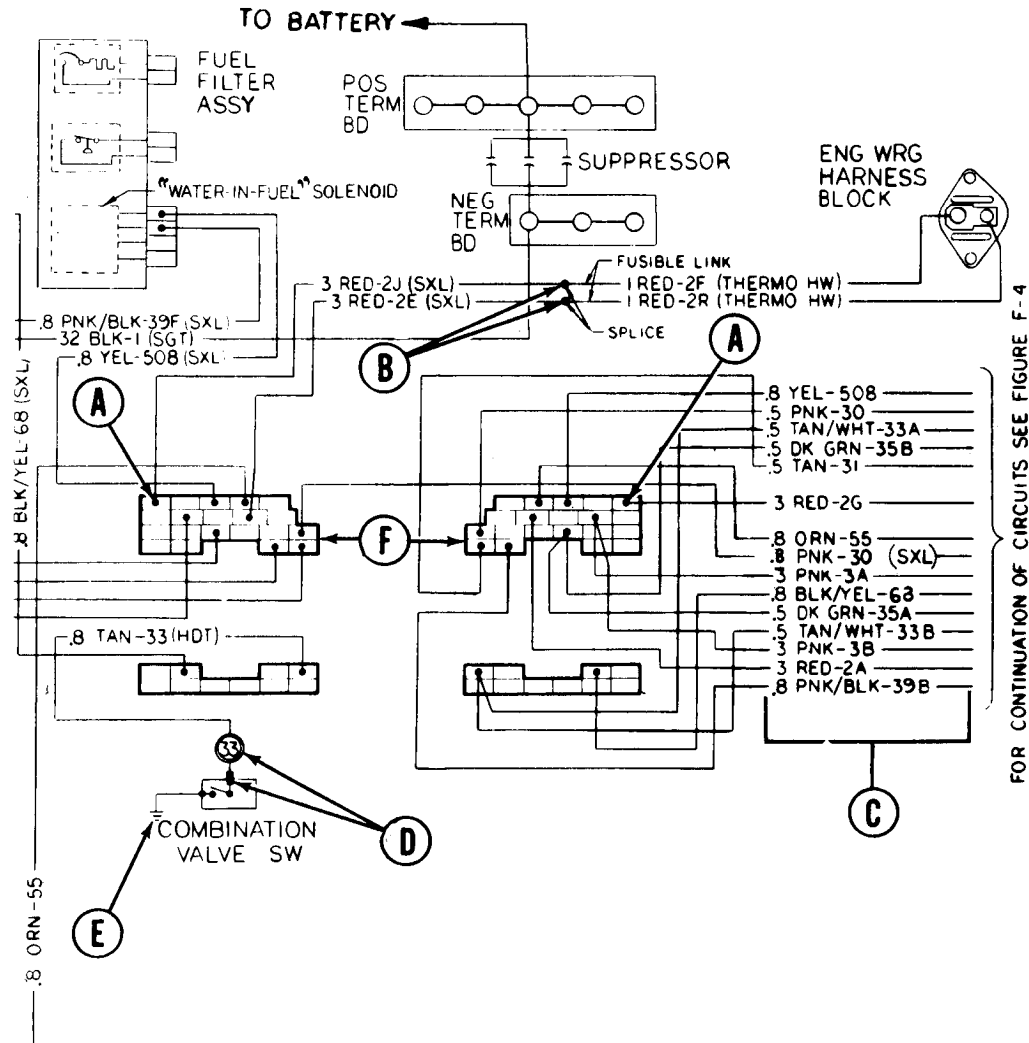 TO BATTERY
FUEL
FILTER
ASSY
POS
TERM
BD
SUPPRESSOR
"WATER-IN-FUEL" SOLENOID
NEG
TERM
BD
ENG WRG
HARNESS
BLOCK
FUSIBLE LINK
3 RED-2J (SXL)
1 RED-2F (THERMO HW)
3 RED-2E (SXL)
1 RED-2R (THERMO HW)
SPLICE
.8 PNK/BLK-39F (SXL)
32 BLK-1 (SGT)
.8 YEL-508 (SXL)
.8 BLK/YEL-68 (SXL)
A
B
A
.8 YEL-508
.5 PNK-30
.5 TAN/WHT-33A
.5 DK GRN-35B
.5 TAN-31
3 RED-2G
F
.8 ORN-55
.8 PNK-30 (SXL)
3 PNK-3A
.8 BLK/YEL-68
.5 DK GRN-35A
.5 TAN/WHT-33B
3 PNK-3B
3 RED-2A
.8 PNK/BLK-39B
FOR CONTINUATION OF CIRCUITS SEE FIGURE F-4
.8 TAN-33 (HDT)
33
COMBINATION
VALVE SW
D
C
E
.8 ORN-55